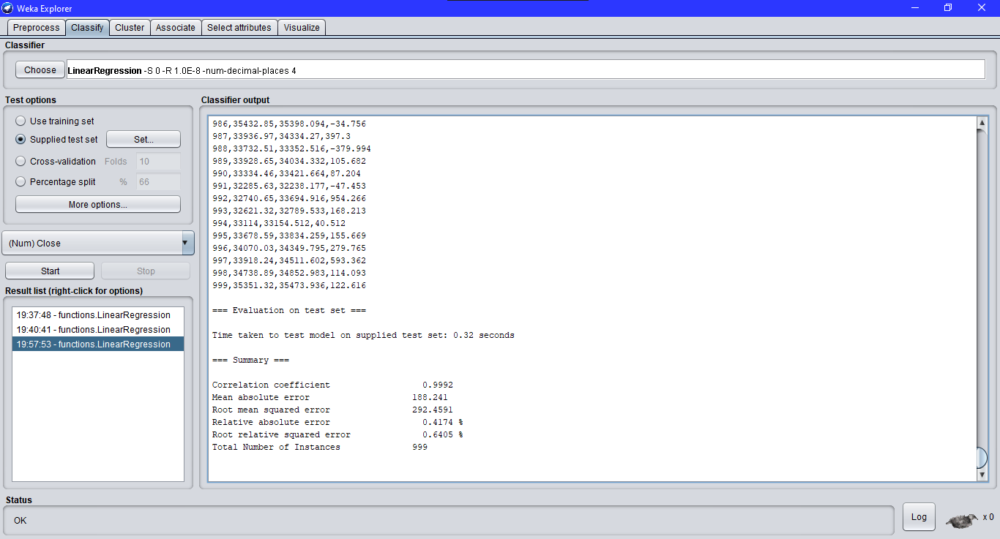 Weka Explorer
Preprocess Classify Cluster Associate Select attributes Visualize
Classifier
Choose LinearRegression -S 0 -R 1.0E-8 -num-decimal-places 4
Test options
Use training set
Supplied test set Set...
Cross-validation Folds 10
Percentage split % 66
More options...
(Num) Close
Start Stop
Result list (right-click for options)
19:37:48 - functions.LinearRegression
19:40:41 - functions.LinearRegression
19:57:53 - functions.LinearRegression
Classifier output
986,35432.85,35398.094,-34.756
987,33936.97,34334.27,397.3
988,33732.51,33352.516,-379.994
989,33928.65,34034.332,105.682
990,33334.46,33421.664,87.204
991,32285.63,32238.177,-47.453
992,32740.65,33694.916,954.266
993,32621.32,32789.533,168.213
994,33114,33154.512,40.512
995,33678.59,33834.259,155.669
996,34070.03,34349.795,279.765
997,33918.24,34511.602,593.362
998,34738.89,34852.983,114.093
999,35351.32,35473.936,122.616
=== Evaluation on test set ===
Time taken to test model on supplied test set: 0.32 seconds
=== Summary ===
Correlation coefficient 0.9992
Mean absolute error 188.241
Root mean squared error 292.4591
Relative absolute error 0.4174 %
Root relative squared error 0.6405 %
Total Number of Instances 999
Status
OK
Log x 0